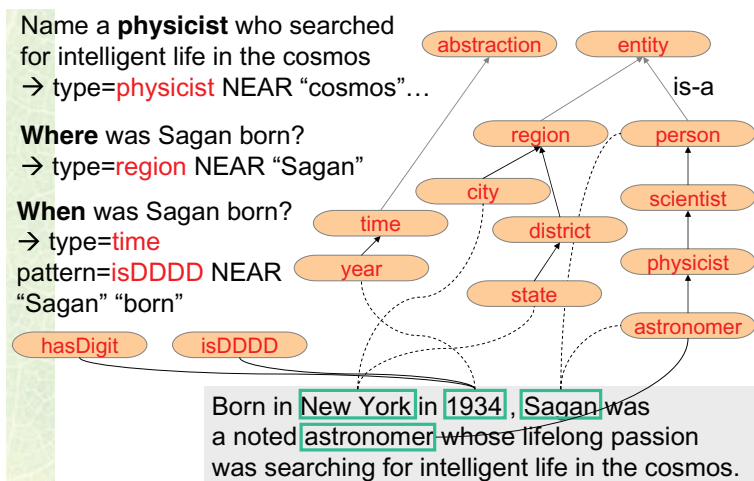 Name a physicist who searched
for intelligent life in the cosmos
→ type=physicist NEAR “cosmos”…
Where was Sagan born?
→ type=region NEAR “Sagan”
When was Sagan born?
→ type=time
pattern=isDDDD NEAR
“Sagan” “born”
abstraction
entity
is-a
region
person
city
scientist
time
district
year
physicist
state
astronomer
hasDigit
isDDDD
Born in New York in 1934 , Sagan was
a noted astronomer whose lifelong passion
was searching for intelligent life in the cosmos.